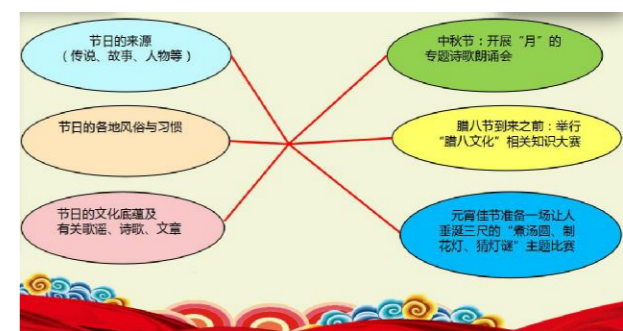 节日的来源
（传说、故事、人物等）
节日的各地风俗与习惯
节日的文化底蕴及
有关歌谣、诗歌、文章
中秋节：开展“月”的
专题诗歌朗诵会
腊八节到来之前：举行
“腊八文化”相关知识大赛
元宵佳节准备一场让人
垂涎三尺的“煮汤圆、制
花灯、猜灯谜”主题比赛